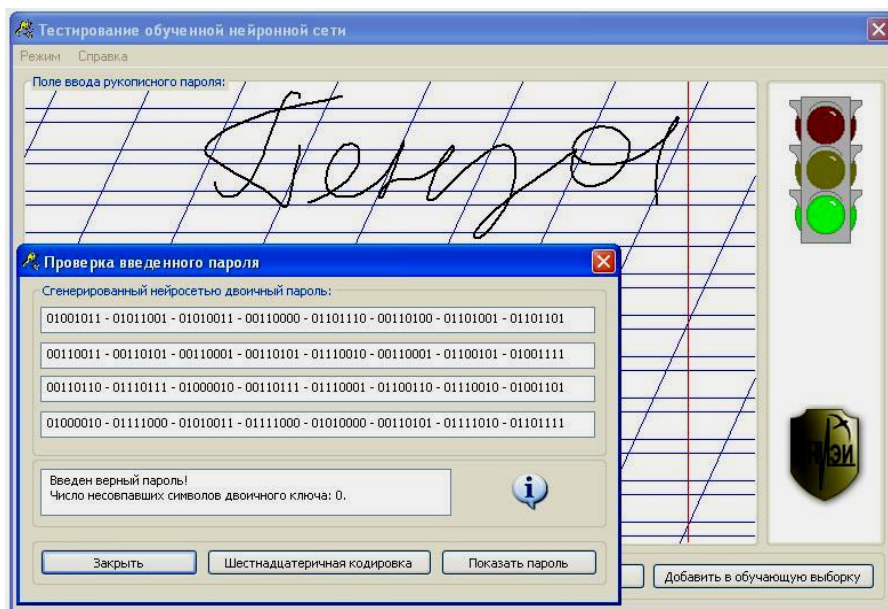 Тестирование обученной нейронной сети
Режим Справка
Поле ввода рукописного пароля:
Пенза
Проверка введенного пароля
Сгенерированный нейросетью двоичный пароль:
01001011 - 01011001 - 01010011 - 00110000 - 01101110 - 00110100 - 01101001 - 01101101
00110011 - 00110101 - 00110001 - 00110101 - 01110010 - 00110001 - 01100101 - 01001111
00110110 - 01110111 - 01000010 - 00110111 - 01110001 - 01100110 - 01110010 - 01001101
01000010 - 01111000 - 01010011 - 01111000 - 01010000 - 00110101 - 01111010 - 01101111
Введен верный пароль!
Число несовпавших символов двоичного ключа: 0.
Закрыть Шестнадцатеричная кодировка Показать пароль
Добавить в обучающую выборку